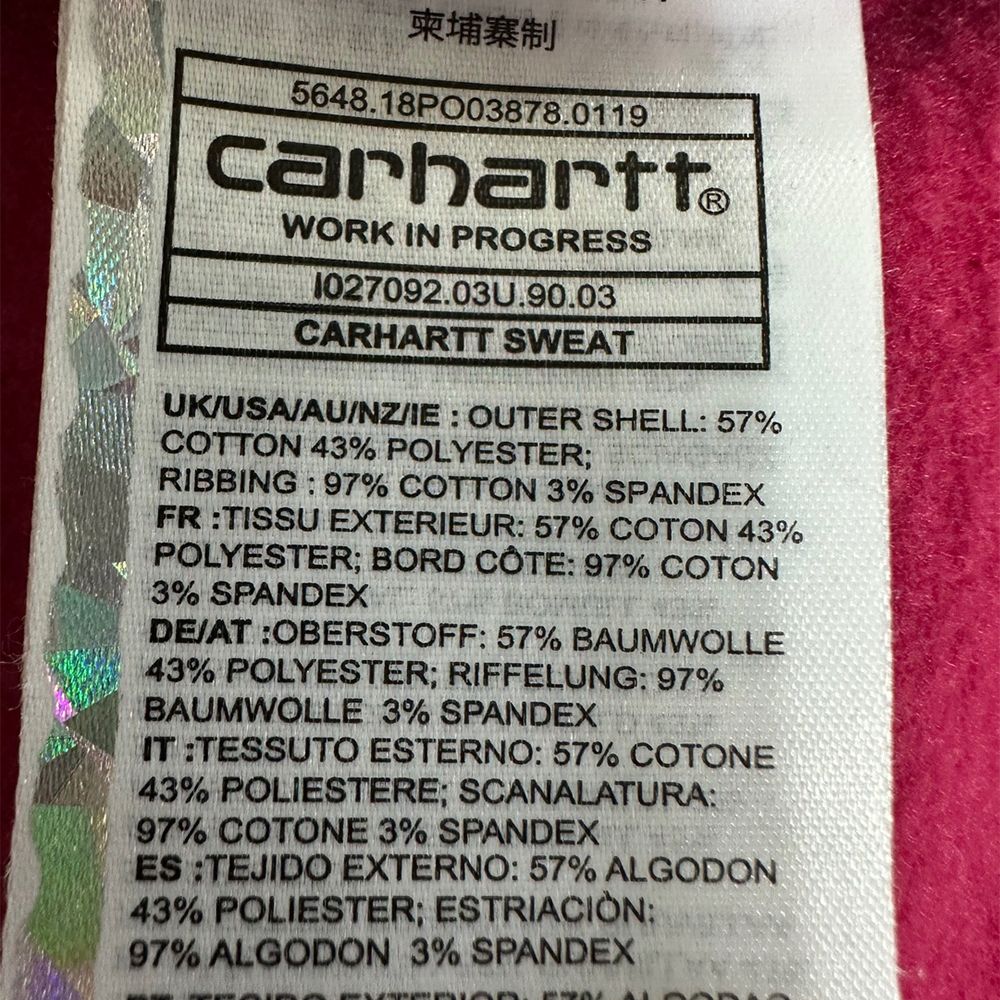 柬埔寨制
5648.18PO03878.0119
carhartt®
WORK IN PROGRESS
I027092.03U.90.03
CARHARTT SWEAT
UK/USA/AU/NZ/IE : OUTER SHELL: 57%
COTTON 43% POLYESTER;
RIBBING : 97% COTTON 3% SPANDEX
FR :TISSU EXTERIEUR: 57% COTON 43%
POLYESTER; BORD CÔTE: 97% COTON
3% SPANDEX
DE/AT :OBERSTOFF: 57% BAUMWOLLE
43% POLYESTER; RIFFELUNG: 97%
BAUMWOLLE 3% SPANDEX
IT :TESSUTO ESTERNO: 57% COTONE
43% POLIESTERE; SCANALATURA:
97% COTONE 3% SPANDEX
ES :TEJIDO EXTERNO: 57% ALGODON
43% POLIESTER; ESTRIACIÒN:
97% ALGODON 3% SPANDEX